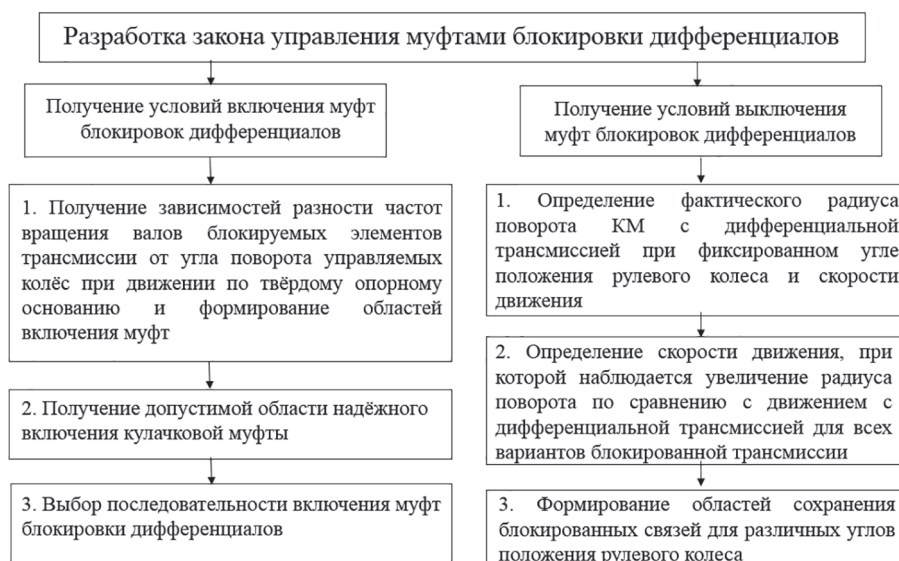 Разработка закона управления муфтами блокировки дифференциалов
Получение условий включения муфт
блокировок дифференциалов
1. Получение зависимостей разности частот
вращения валов блокируемых элементов
трансмиссии от угла поворота управляемых
колёс при движении по твёрдому опорному
основанию и формирование областей
включения муфт
2. Получение допустимой области надёжного
включения кулачковой муфты
3. Выбор последовательности включения муфт
блокировки дифференциалов
Получение условий выключения
муфт блокировок дифференциалов
1. Определение фактического радиуса
поворота КМ с дифференциальной
трансмиссией при фиксированном угле
положения рулевого колеса и скорости
движения
2. Определение скорости движения, при
которой наблюдается увеличение радиуса
поворота по сравнению с движением с
дифференциальной трансмиссией для всех
вариантов блокированной трансмиссии
3. Формирование областей сохранения
блокированных связей для различных углов
положения рулевого колеса